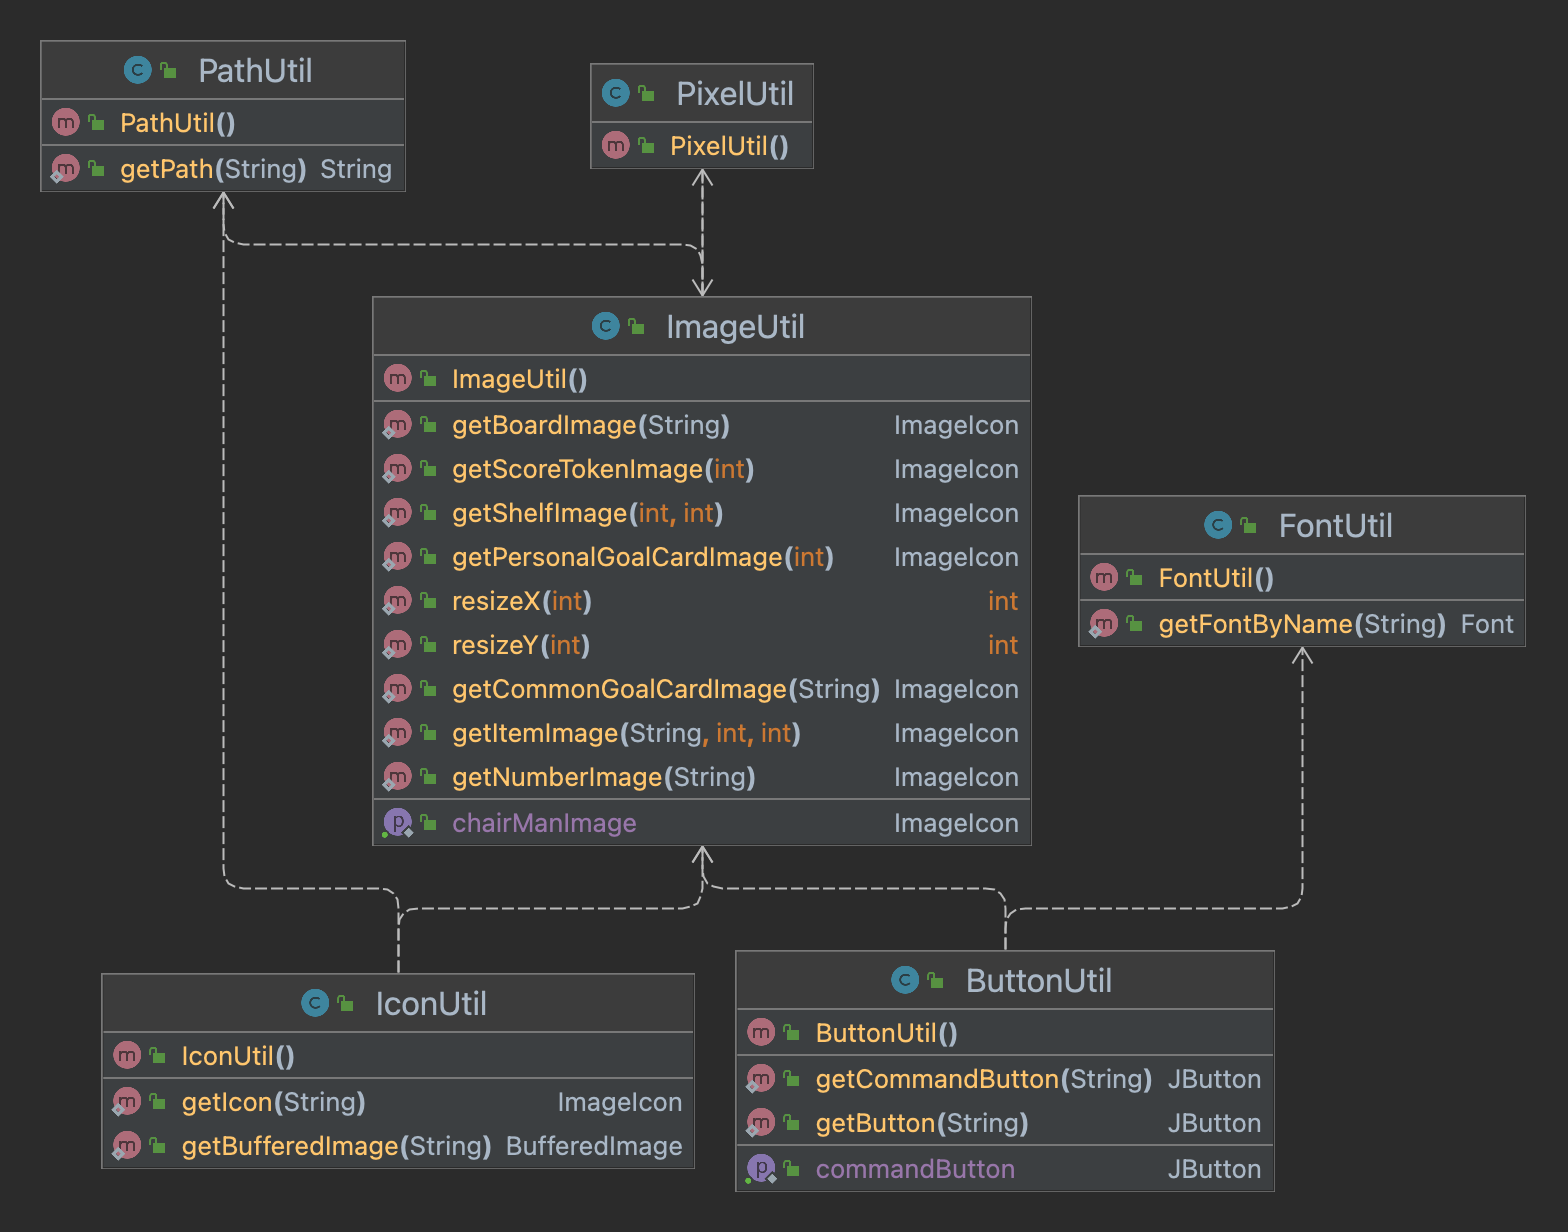 PathUtil
PathUtil()
getPath(String) String
PixelUtil
PixelUtil()
ImageUtil
ImageUtil()
getBoardImage(String) ImageIcon
getScoreTokenImage(int) ImageIcon
getShelfImage(int, int) ImageIcon
getPersonalGoalCardImage(int) ImageIcon
resizeX(int) int
resizeY(int) int
getCommonGoalCardImage(String) ImageIcon
getItemImage(String, int, int) ImageIcon
getNumberImage(String) ImageIcon
chairManImage ImageIcon
FontUtil
FontUtil()
getFontByName(String) Font
IconUtil
IconUtil()
getIcon(String) ImageIcon
getBufferedImage(String) BufferedImage
ButtonUtil
ButtonUtil()
getCommandButton(String) JButton
getButton(String) JButton
commandButton JButton